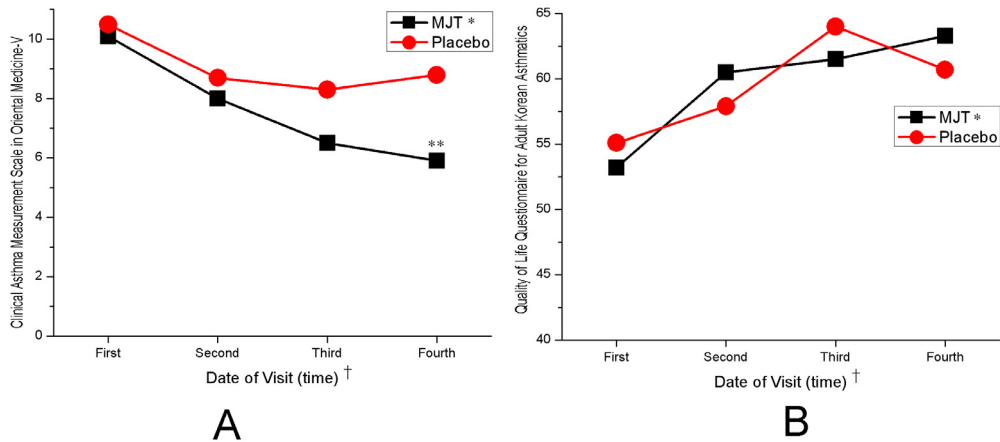 Clinical Asthma Measurement Scale in Oriental Medicine-V
10
8
6
4
2
0
MJT *
Placebo
**
First
Second
Third
Fourth
Date of Visit (time) †
A
Quality of Life Questionnaire for Adult Korean Asthmatics
65
60
55
50
45
40
MJT *
Placebo
First
Second
Third
Fourth
Date of Visit (time) †
B